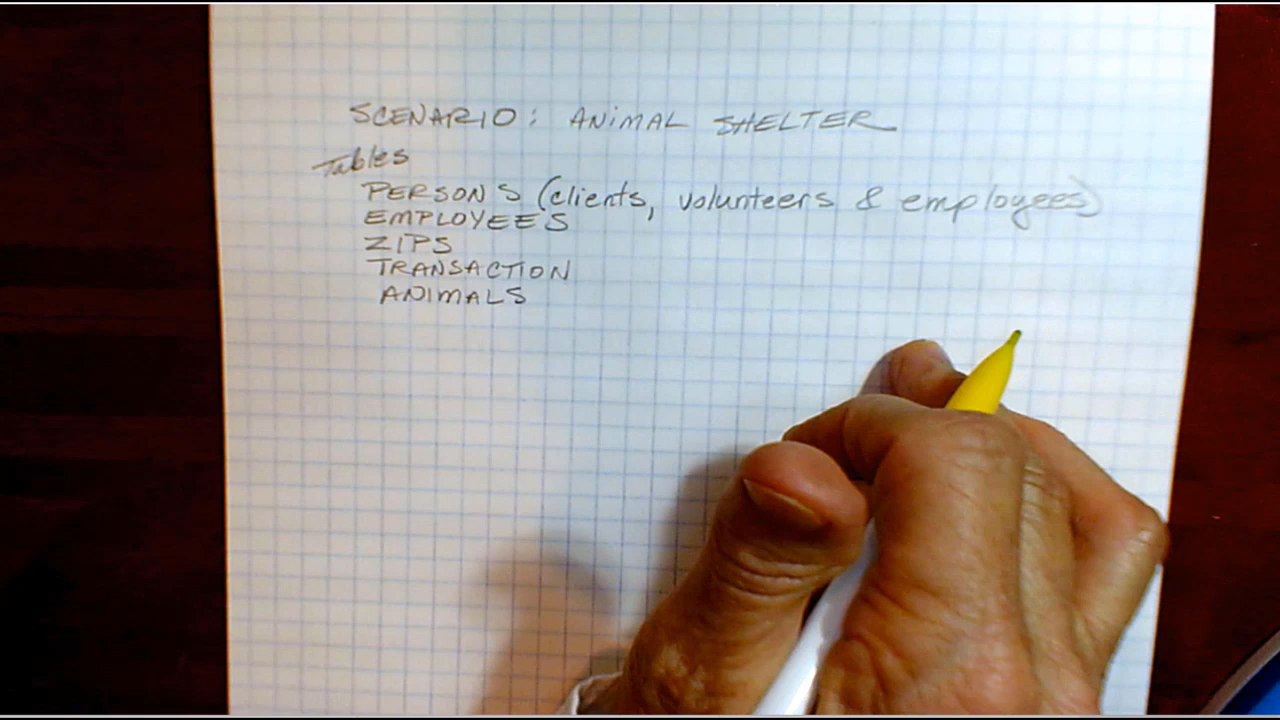 SCENARIO: ANIMAL SHELTER
Tables
PERSONS (clients, volunteers & employees)
EMPLOYEES
ZIPS
TRANSACTION
ANIMALS